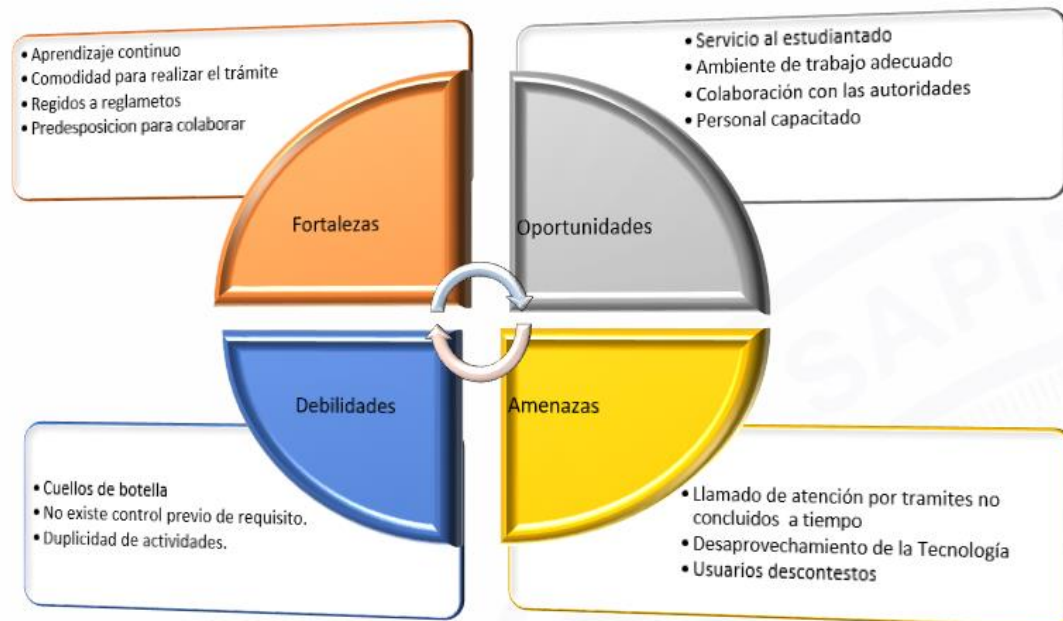 • Aprendizaje continuo
• Comodidad para realizar el trámite
• Regidos a reglametos
• Predesposicion para colaborar
• Servicio al estudiantado
• Ambiente de trabajo adecuado
• Colaboración con las autoridades
• Personal capacitado
Fortalezas
Oportunidades
Debilidades
Amenazas
• Cuellos de botella
• No existe control previo de requisito.
• Duplicidad de actividades.
• Llamado de atención por tramites no
concluidos a tiempo
• Desaprovechamiento de la Tecnología
• Usuarios descontestos